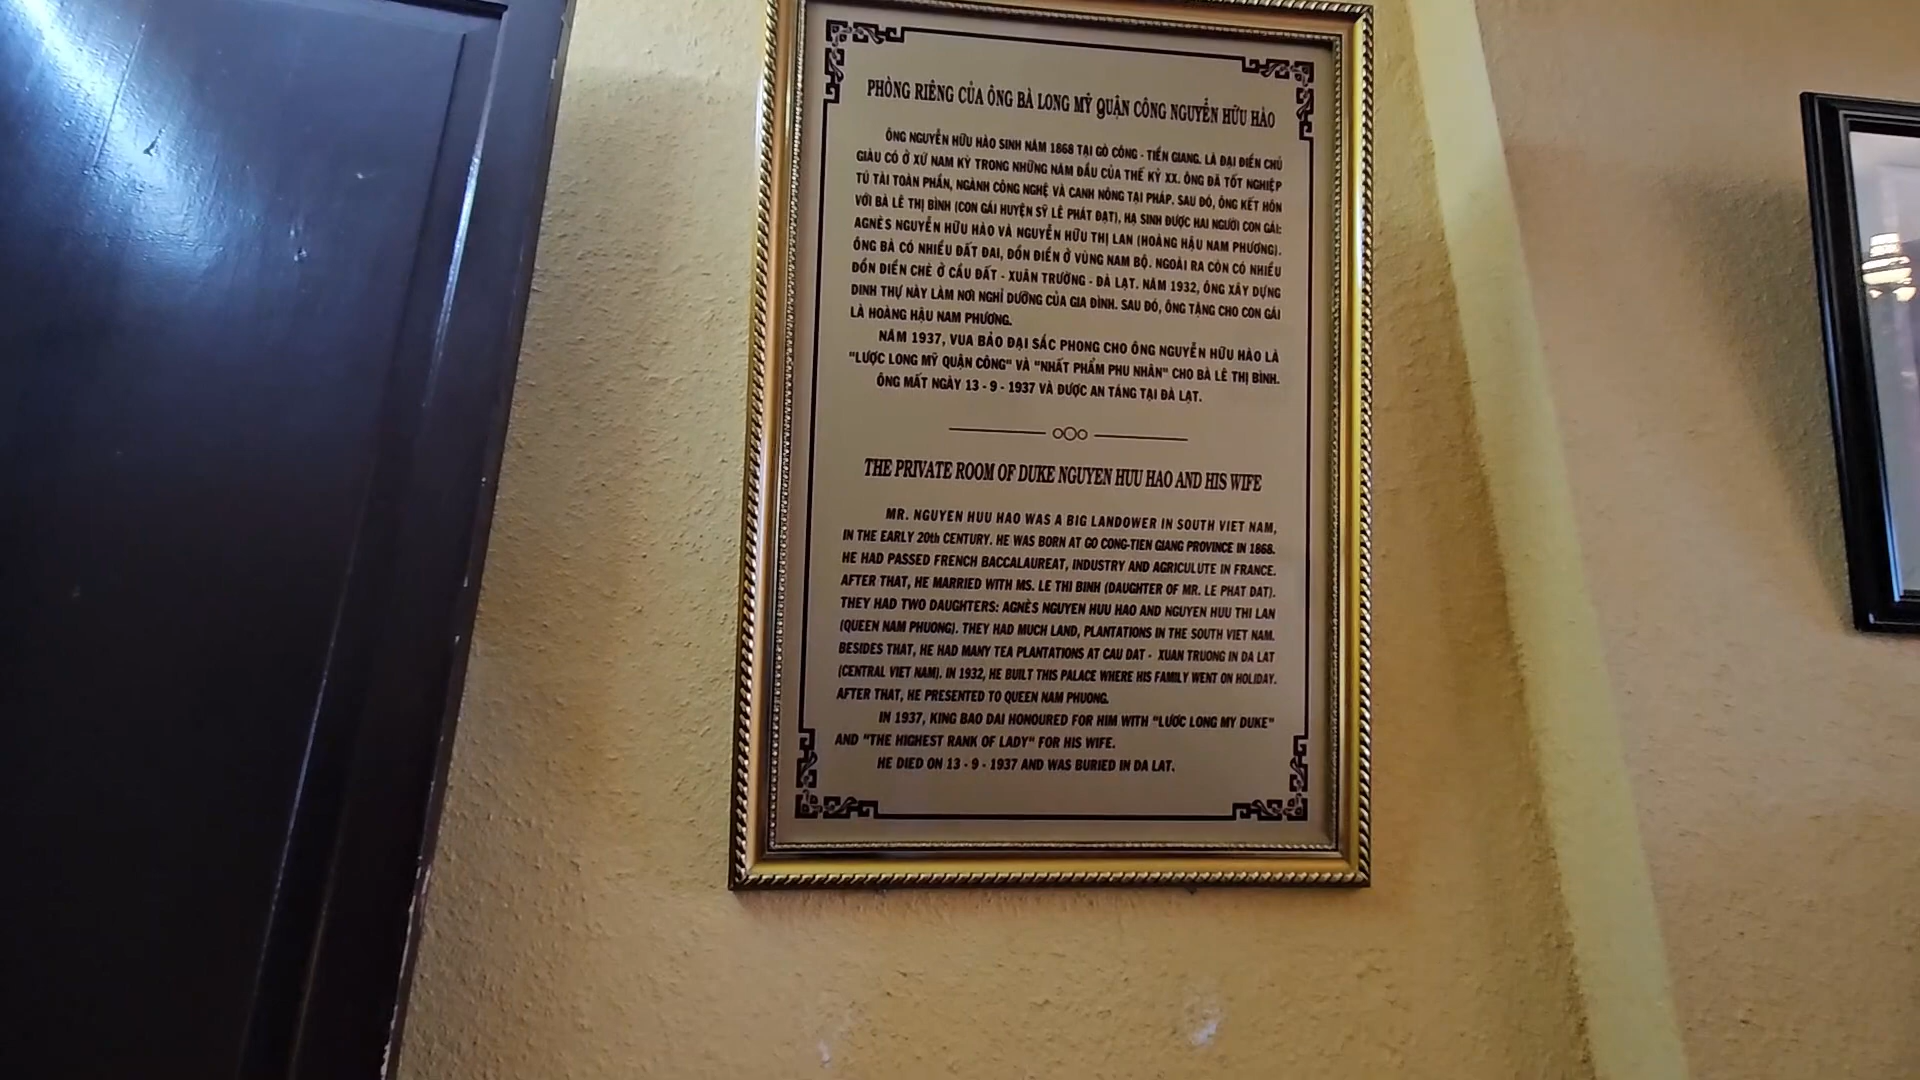 PHÒNG RIÊNG CỦA ÔNG BÀ LONG MỸ QUẬN CÔNG NGUYỄN HỮU HÀO
ÔNG NGUYỄN HỮU HÀO SINH NĂM 1868 TẠI GÒ CÔNG - TIỀN GIANG. LÀ ĐẠI ĐIỀN CHỦ
GIÀU CÓ Ở XỨ NAM KỲ TRONG NHỮNG NĂM ĐẦU CỦA THẾ KỶ XX. ÔNG ĐÃ TỐT NGHIỆP
TÚ TÀI TOÀN PHẦN, NGÀNH CÔNG NGHỆ VÀ CANH NÔNG TẠI PHÁP. SAU ĐÓ, ÔNG KẾT HÔN
VỚI BÀ LÊ THỊ BÌNH (CON GÁI HUYỆN SỸ LÊ PHÁT ĐẠT), HẠ SINH ĐƯỢC HAI NGƯỜI CON GÁI:
AGNÈS NGUYỄN HỮU HÀO VÀ NGUYỄN HỮU THỊ LAN (HOÀNG HẬU NAM PHƯƠNG).
ÔNG BÀ CÓ NHIỀU ĐẤT ĐAI, ĐỒN ĐIỀN Ở VÙNG NAM BỘ. NGOÀI RA CÒN CÓ NHIỀU
ĐỒN ĐIỀN CHÈ Ở CẦU ĐẤT - XUÂN TRƯỜNG - ĐÀ LẠT. NĂM 1932, ÔNG XÂY DỰNG
DINH THỰ NÀY LÀM NƠI NGHỈ DƯỠNG CỦA GIA ĐÌNH. SAU ĐÓ, ÔNG TẶNG CHO CON GÁI
LÀ HOÀNG HẬU NAM PHƯƠNG.
NĂM 1937, VUA BẢO ĐẠI SẮC PHONG CHO ÔNG NGUYỄN HỮU HÀO LÀ
"LƯỢC LONG MỸ QUẬN CÔNG" VÀ "NHẤT PHẨM PHU NHÂN" CHO BÀ LÊ THỊ BÌNH.
ÔNG MẤT NGÀY 13 - 9 - 1937 VÀ ĐƯỢC AN TÁNG TẠI ĐÀ LẠT.
THE PRIVATE ROOM OF DUKE NGUYEN HUU HAO AND HIS WIFE
MR. NGUYEN HUU HAO WAS A BIG LANDOWER IN SOUTH VIET NAM,
IN THE EARLY 20th CENTURY. HE WAS BORN AT GO CONG-TIEN GIANG PROVINCE IN 1868.
HE HAD PASSED FRENCH BACCALAUREAT, INDUSTRY AND AGRICULUTE IN FRANCE.
AFTER THAT, HE MARRIED WITH MS. LE THI BINH (DAUGHTER OF MR. LE PHAT DAT).
THEY HAD TWO DAUGHTERS: AGNÈS NGUYEN HUU HAO AND NGUYEN HUU THI LAN
(QUEEN NAM PHUONG). THEY HAD MUCH LAND, PLANTATIONS IN THE SOUTH VIET NAM.
BESIDES THAT, HE HAD MANY TEA PLANTATIONS AT CAU DAT - XUAN TRUONG IN DA LAT
(CENTRAL VIET NAM). IN 1932, HE BUILT THIS PALACE WHERE HIS FAMILY WENT ON HOLIDAY.
AFTER THAT, HE PRESENTED TO QUEEN NAM PHUONG.
IN 1937, KING BAO DAI HONOURED FOR HIM WITH "LƯỢC LONG MY DUKE"
AND "THE HIGHEST RANK OF LADY" FOR HIS WIFE.
HE DIED ON 13 - 9 - 1937 AND WAS BURIED IN DA LAT.